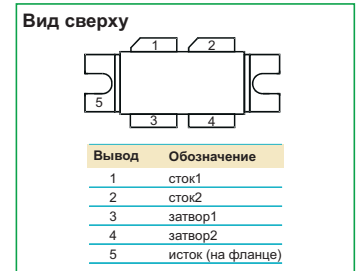 Вид сверху
1 2
5
3 4
Вывод Обозначение
1 сток1
2 сток2
3 затвор1
4 затвор2
5 исток (на фланце)